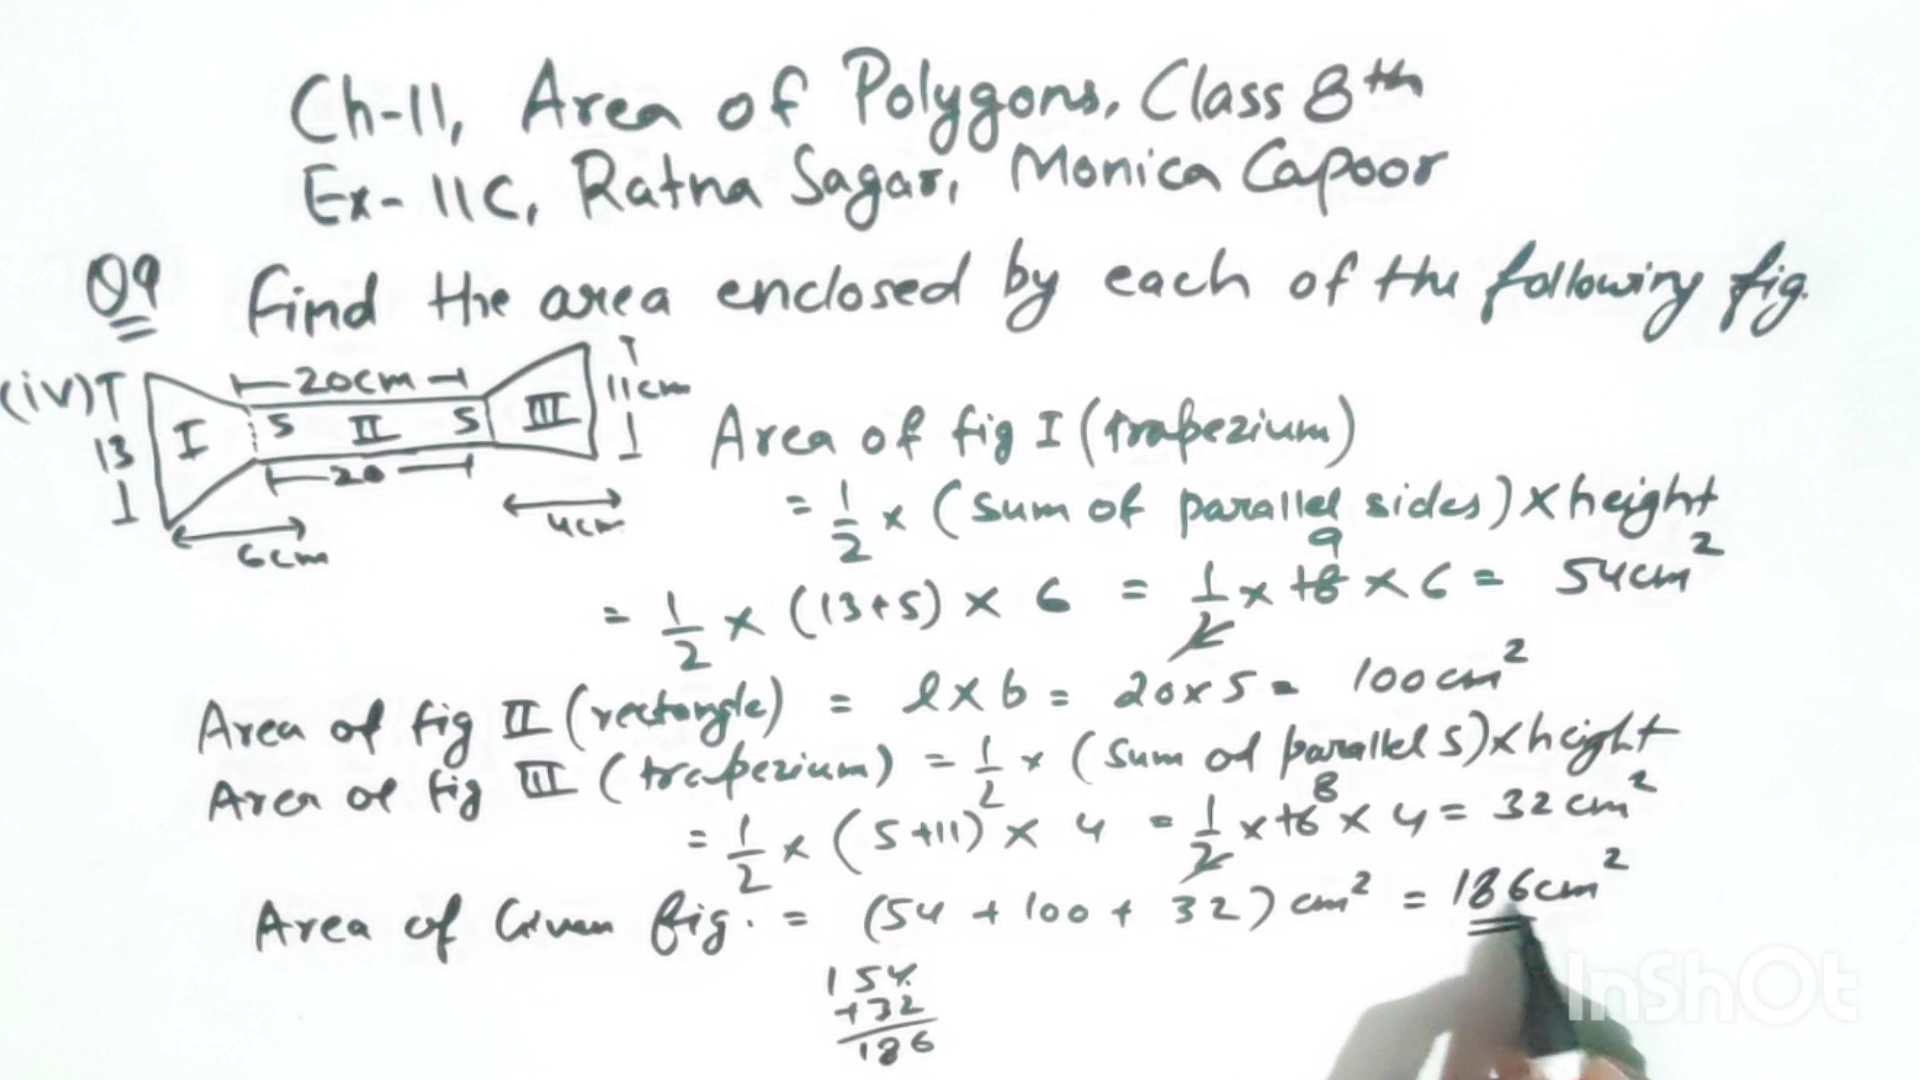 Ch-11, Area of Polygons, Class 8th
Ex- 11C, Ratna Sagar, Monica Capoor
Q9 Find the area enclosed by each of the following fig.
(iv) 20cm 11cm
13 I 5 II 5 III
20
6cm 4cm
Area of fig I (trapezium)
= 1/2 × (sum of parallel sides) × height
= 1/2 × (13+5) × 6 = 1/2 × 18 9 × 6 = 54cm²
Area of fig II (rectangle) = l × b = 20×5 = 100cm²
Area of fig III (trapezium) = 1/2 × (sum of parallel s) × height
= 1/2 × (5+11) × 4 = 1/2 × 16 8 × 4 = 32cm²
Area of Given fig. = (54 + 100 + 32) cm² = 186cm²
154
+32
186
InShOt